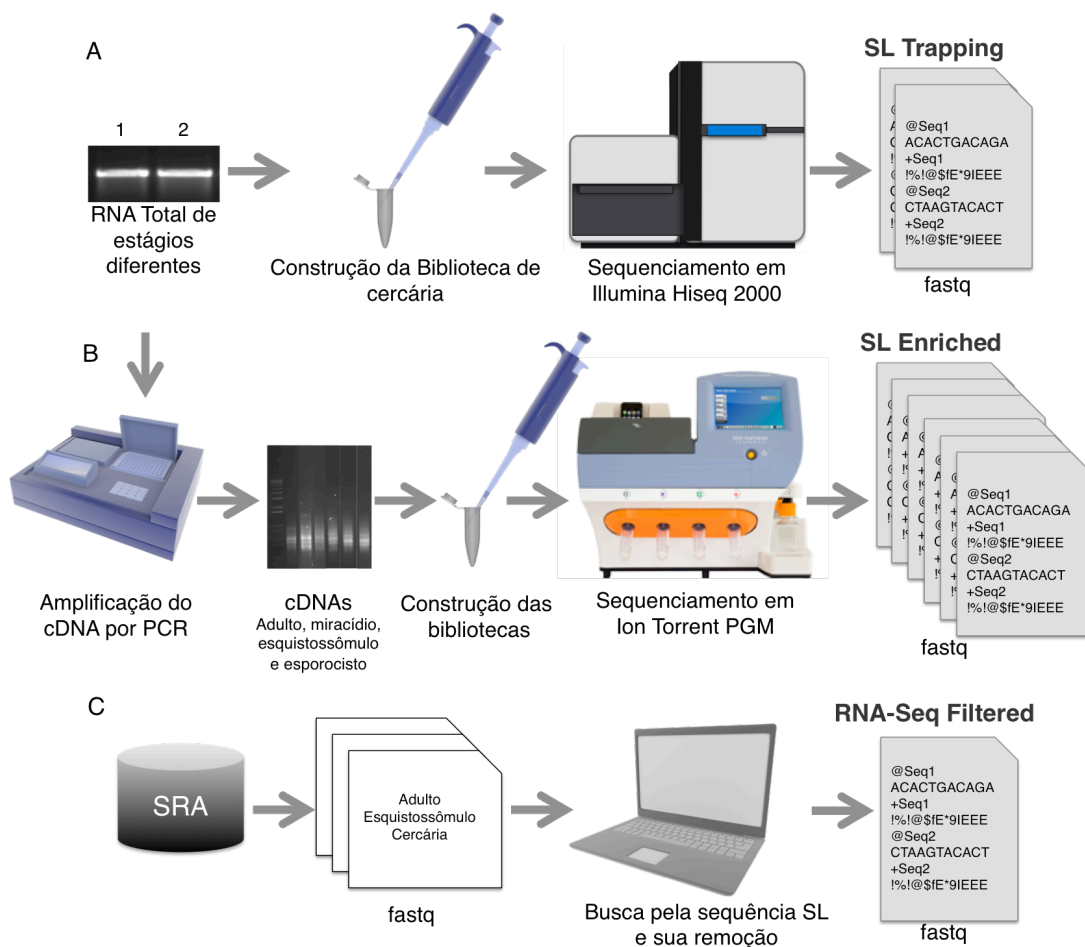 A
1 2
RNA Total de
estágios
diferentes
Construção da Biblioteca de
cercária
Sequenciamento em
Illumina Hiseq 2000
SL Trapping
@Seq1
ACACTGACAGA
+Seq1
!%!@$fE*9IEEE
@Seq2
CTAAGTACACT
+Seq2
!%!@$fE*9IEEE
fastq
B
Amplificação do
cDNA por PCR
cDNAs
Adulto, miracídio,
esquistossômulo
e esporocisto
Construção das
bibliotecas
Sequenciamento em
Ion Torrent PGM
SL Enriched
@Seq1
ACACTGACAGA
+Seq1
!%!@$fE*9IEEE
@Seq2
CTAAGTACACT
+Seq2
!%!@$fE*9IEEE
fastq
C
SRA
Adulto
Esquistossômulo
Cercária
fastq
Busca pela sequência SL
e sua remoção
RNA-Seq Filtered
@Seq1
ACACTGACAGA
+Seq1
!%!@$fE*9IEEE
@Seq2
CTAAGTACACT
+Seq2
!%!@$fE*9IEEE
fastq